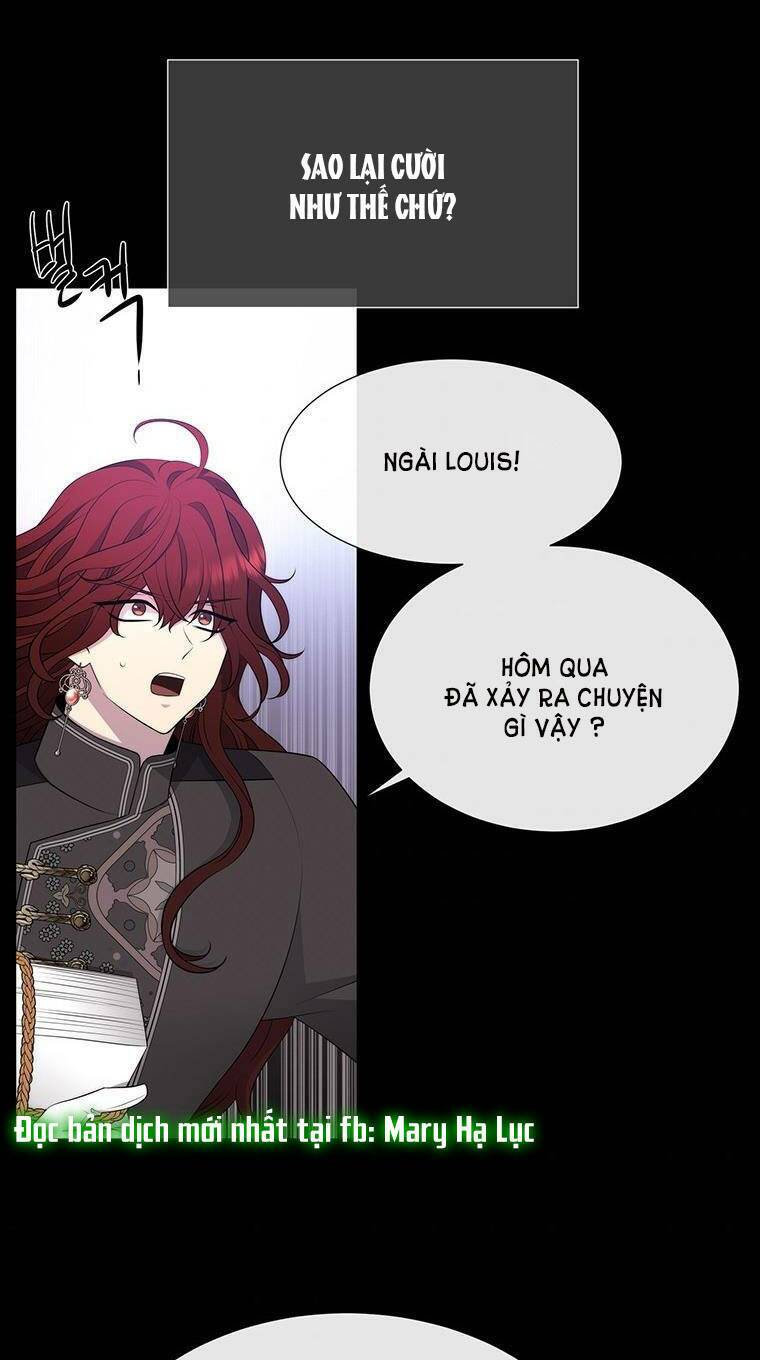 SAO LẠI CƯỜI
NHƯ THẾ CHỨ?
벌컥
NGÀI LOUIS!
HÔM QUA
ĐÃ XẢY RA CHUYỆN
GÌ VẬY ?
Đọc bản dịch mới nhất tại fb: Mary Hạ Lục